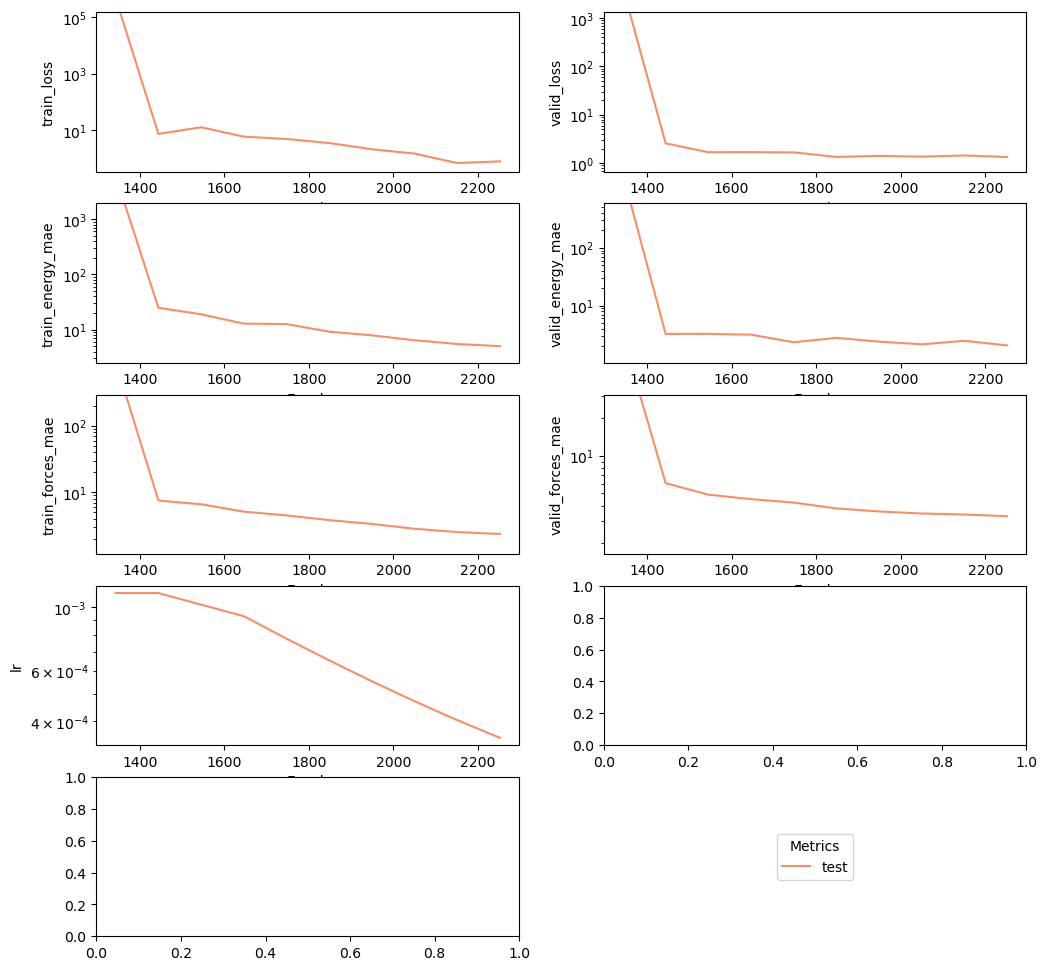 train_loss
10^5
10^3
10^1
1400 1600 1800 2000 2200
valid_loss
10^3
10^2
10^1
10^0
1400 1600 1800 2000 2200
train_energy_mae
10^3
10^2
10^1
1400 1600 1800 2000 2200
valid_energy_mae
10^2
10^1
1400 1600 1800 2000 2200
train_forces_mae
10^2
10^1
1400 1600 1800 2000 2200
valid_forces_mae
10^1
1400 1600 1800 2000 2200
lr
10^-3
6 × 10^-4
4 × 10^-4
1400 1600 1800 2000 2200
1.0
0.8
0.6
0.4
0.2
0.0
0.0 0.2 0.4 0.6 0.8 1.0
1.0
0.8
0.6
0.4
0.2
0.0
0.0 0.2 0.4 0.6 0.8 1.0
Metrics
test